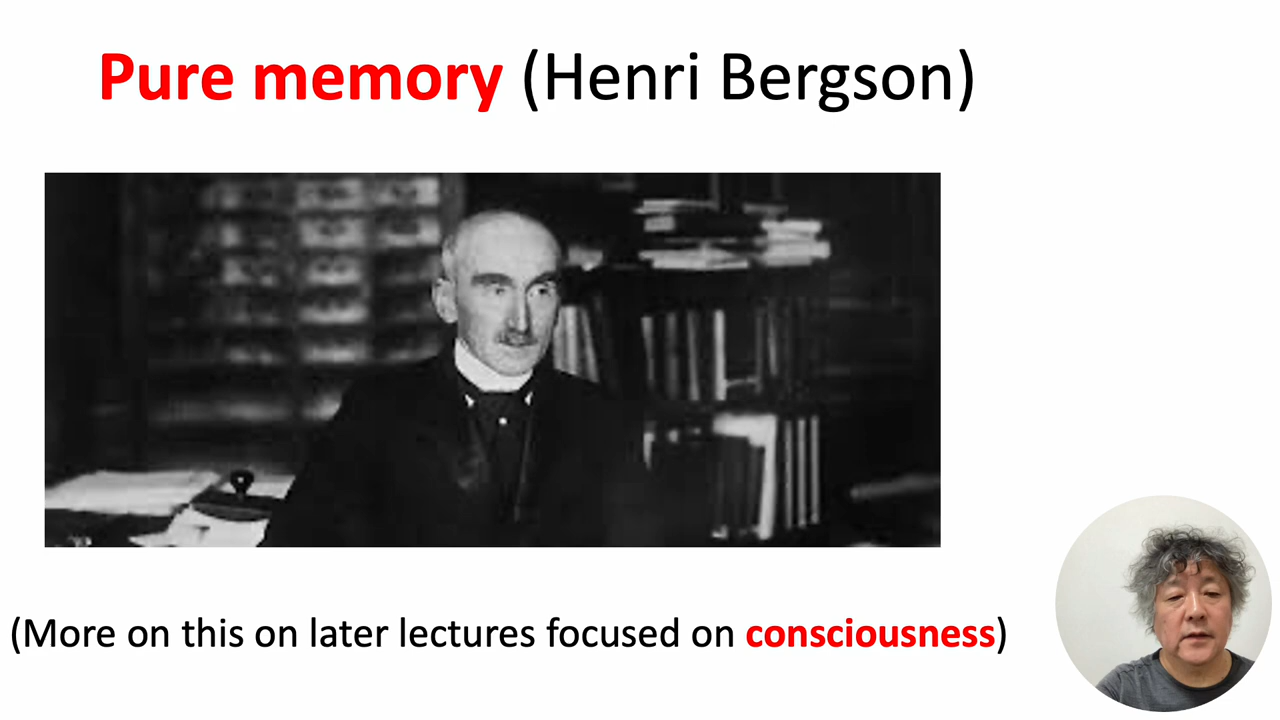 Pure memory (Henri Bergson)
(More on this on later lectures focused on consciousness)